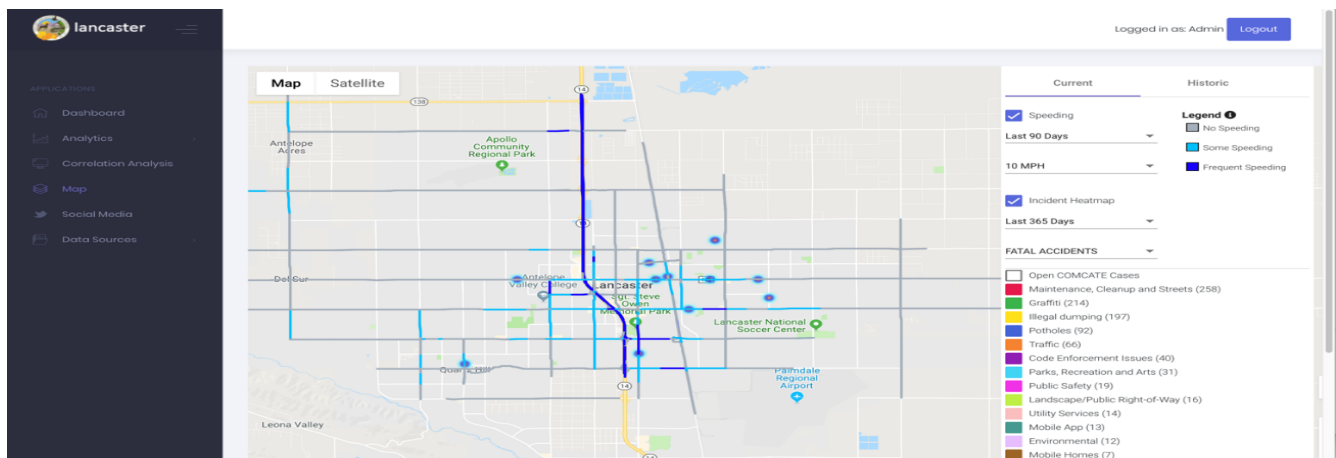 lancaster
Logged in as: Admin
Logout
APPLICATIONS
Dashboard
Analytics
Correlation Analysis
Map
Social Media
Data Sources
Map
Satellite
14
138
Antelope
Acres
Apollo
Community
Regional Park
Del Sur
Antelope
Valley College
Lancaster
Sgt. Steve
Owen
Memorial Park
Lancaster National
Soccer Center
Palmdale
Regional
Airport
14
Leona Valley
14
Current
Historic
Speeding
Last 90 Days
10 MPH
Legend
No Speeding
Some Speeding
Frequent Speeding
Incident Heatmap
Last 365 Days
FATAL ACCIDENTS
Open COMCATE Cases
Maintenance, Cleanup and Streets (258)
Graffiti (214)
Illegal dumping (197)
Potholes (92)
Traffic (66)
Code Enforcement Issues (40)
Parks, Recreation and Arts (31)
Public Safety (19)
Landscape/Public Right-of-Way (16)
Utility Services (14)
Mobile App (13)
Environmental (12)
Mobile Homes (7)